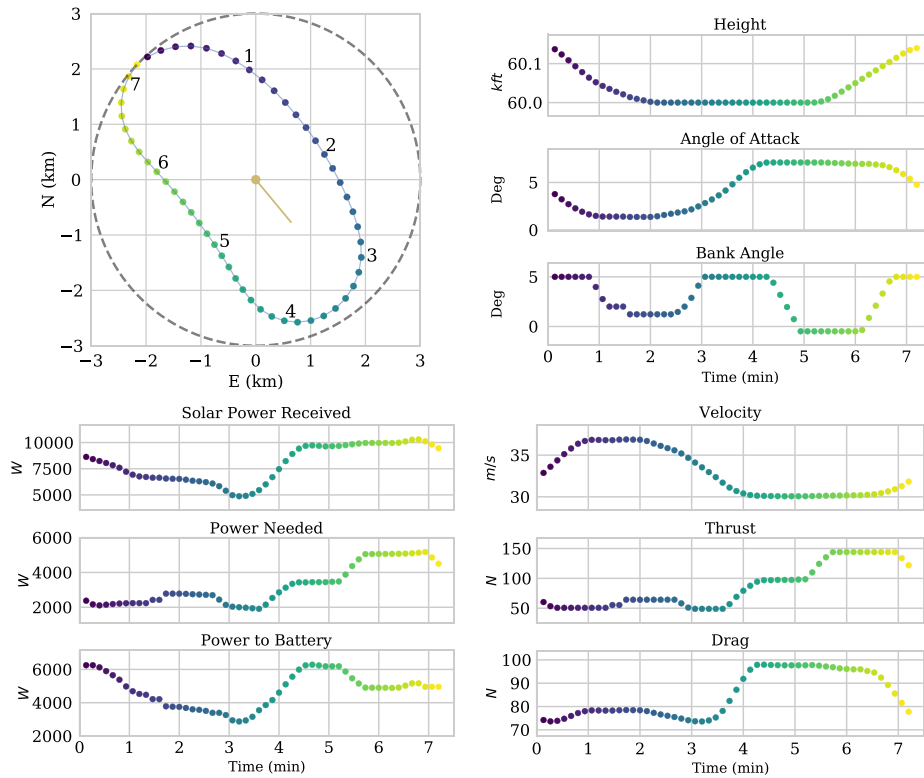 3
2
1
0
−1
−2
−3
N (km)
−3
−2
−1
0
1
2
3
E (km)
1
2
3
4
5
6
7
Height
60.1
60.0
kft
Angle of Attack
5
0
Deg
Bank Angle
5
0
Deg
0 1 2 3 4 5 6 7
Time (min)
Solar Power Received
10000
7500
5000
W
Power Needed
6000
4000
2000
W
Power to Battery
6000
4000
2000
W
0 1 2 3 4 5 6 7
Time (min)
Velocity
35
30
m/s
Thrust
150
100
50
N
Drag
100
90
80
70
N
0 1 2 3 4 5 6 7
Time (min)